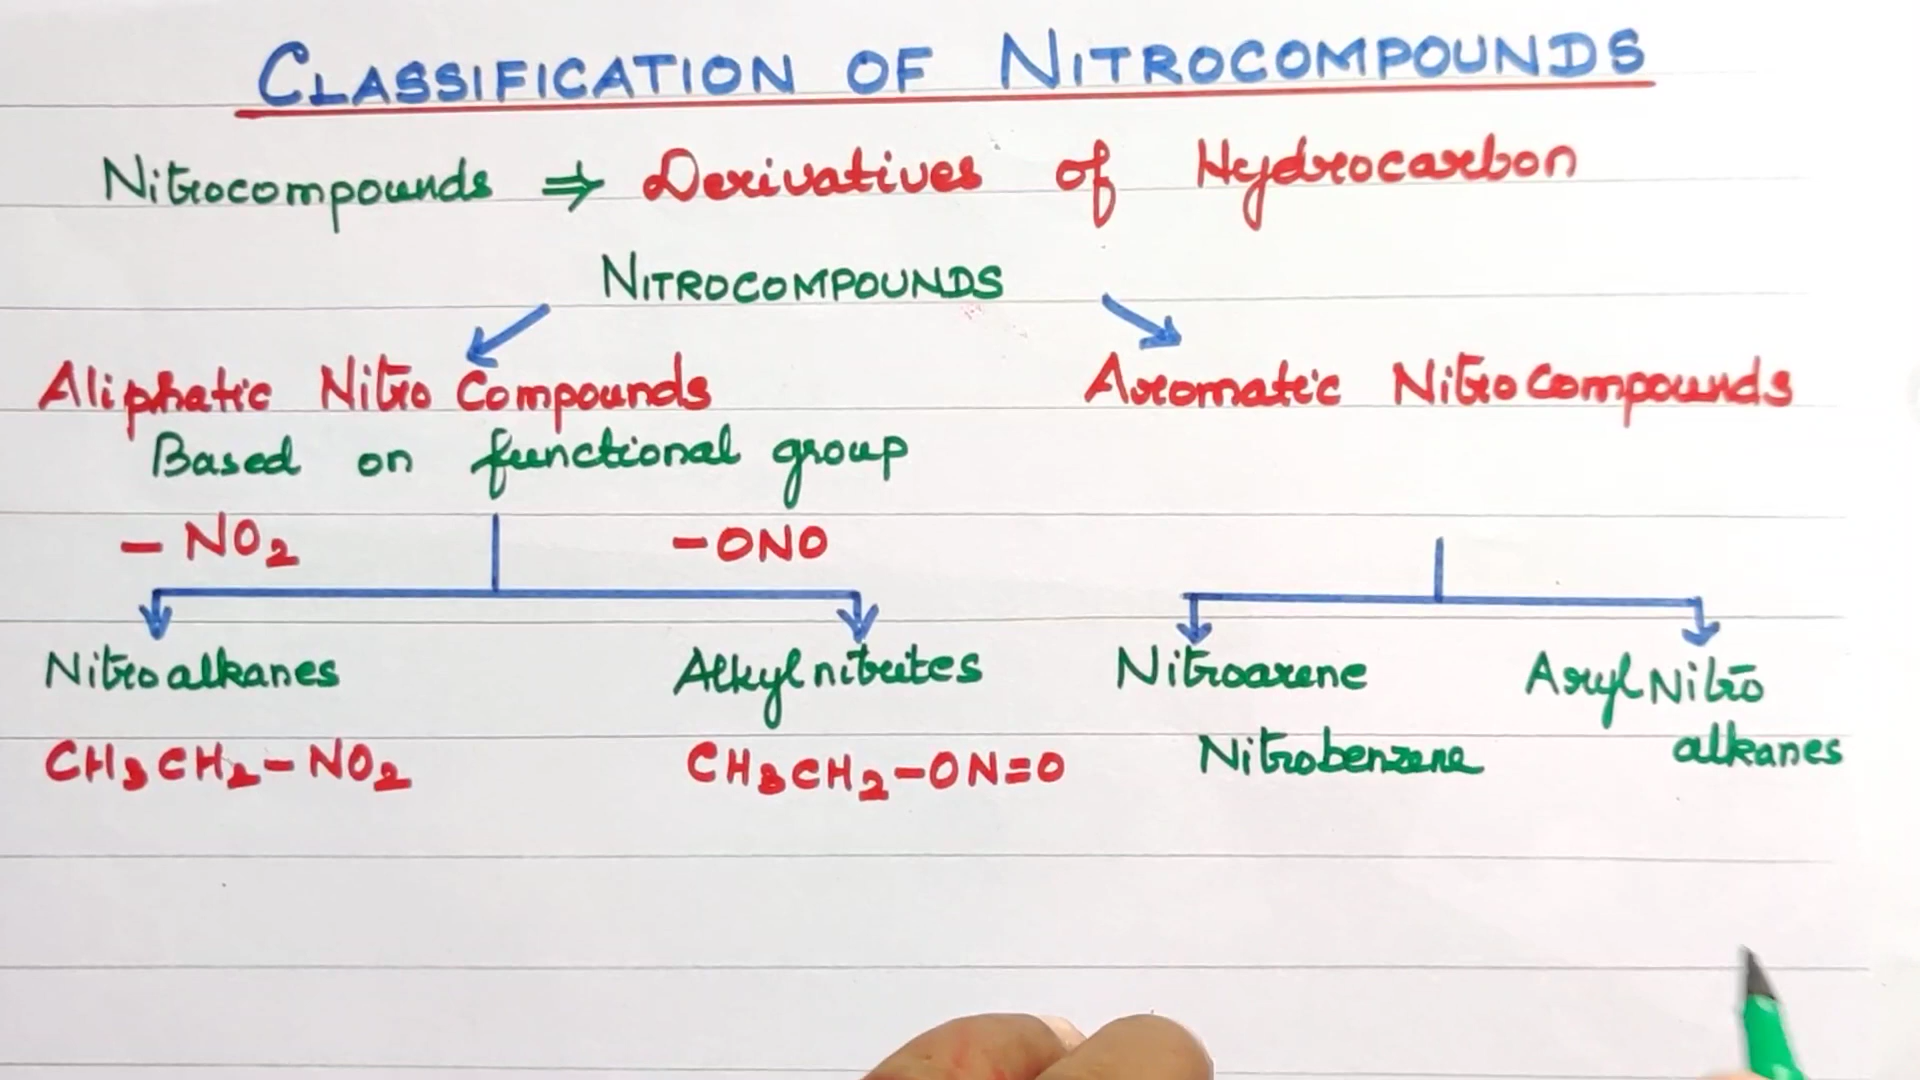 CLASSIFICATION OF NITROCOMPOUNDS
Nitrocompounds ⇒ Derivatives of Hydrocarbon
NITROCOMPOUNDS
Aliphatic Nitro Compounds
Aromatic Nitro Compounds
Based on functional group
- NO₂
- ONO
Nitroalkanes
Alkylnitrites
Nitroarene
Aryl Nitro
alkanes
CH₃CH₂-NO₂
CH₃CH₂-ON=O
Nitrobenzene